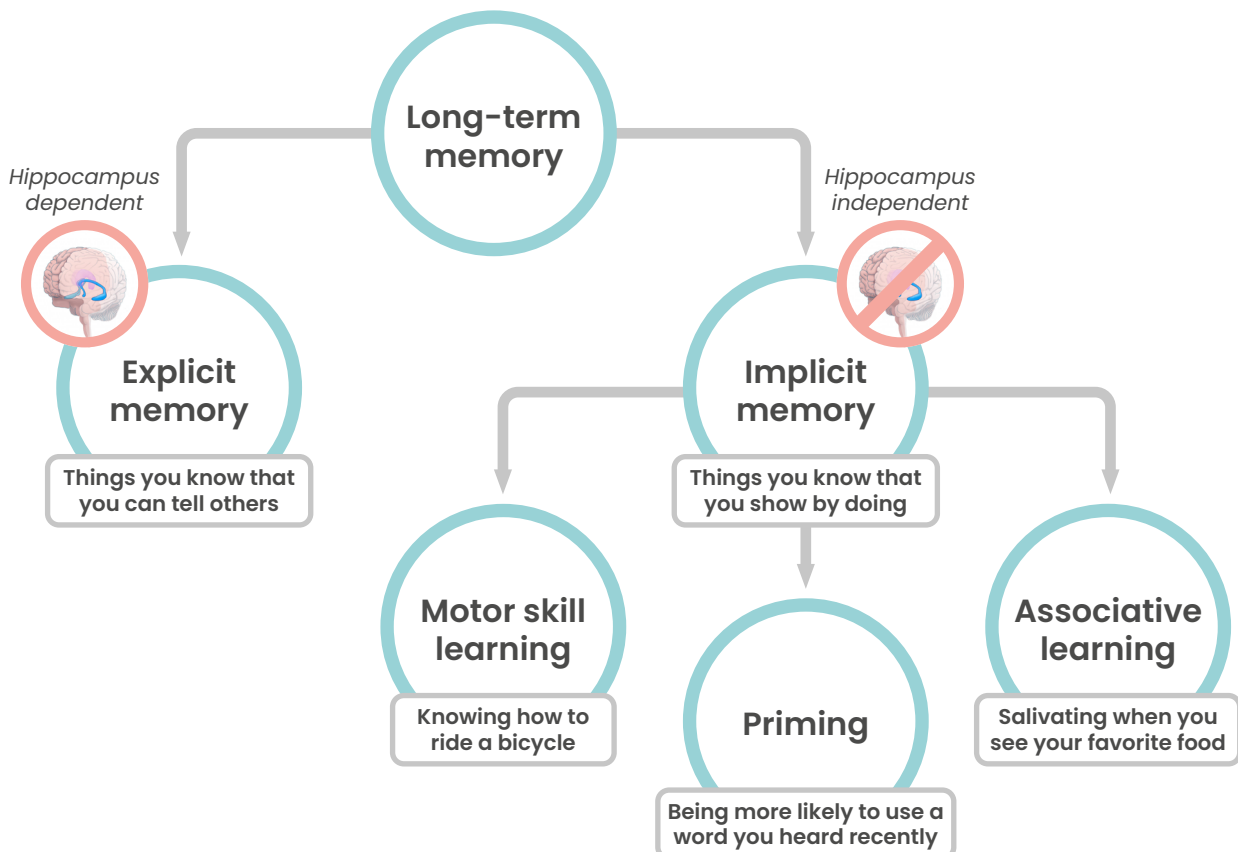 Long-term
memory
Hippocampus
dependent
Hippocampus
independent
Explicit
memory
Things you know that
you can tell others
Implicit
memory
Things you know that
you show by doing
Motor skill
learning
Knowing how to
ride a bicycle
Priming
Being more likely to use a
word you heard recently
Associative
learning
Salivating when you
see your favorite food